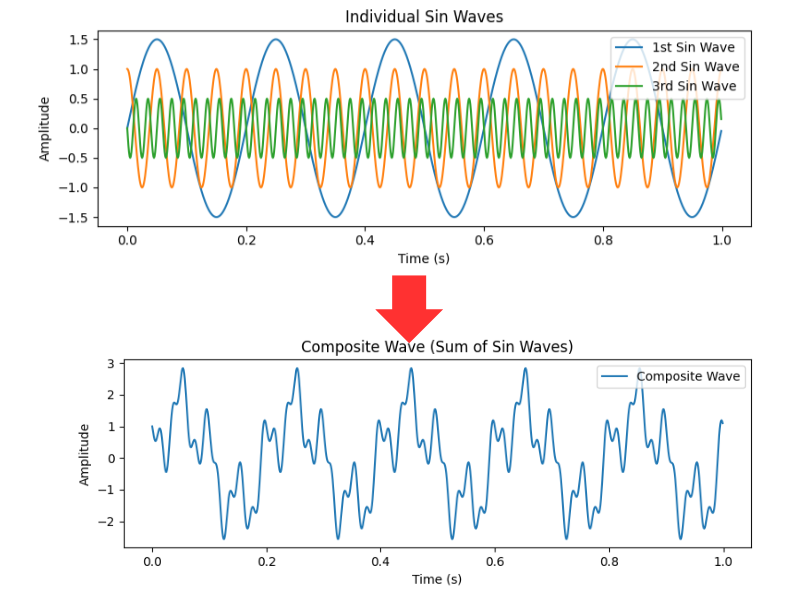 Individual Sin Waves
1.5
1.0
0.5
0.0
−0.5
−1.0
−1.5
Amplitude
1st Sin Wave
2nd Sin Wave
3rd Sin Wave
0.0 0.2 0.4 0.6 0.8 1.0
Time (s)
Composite Wave (Sum of Sin Waves)
3
2
1
0
−1
−2
Amplitude
Composite Wave
0.0 0.2 0.4 0.6 0.8 1.0
Time (s)